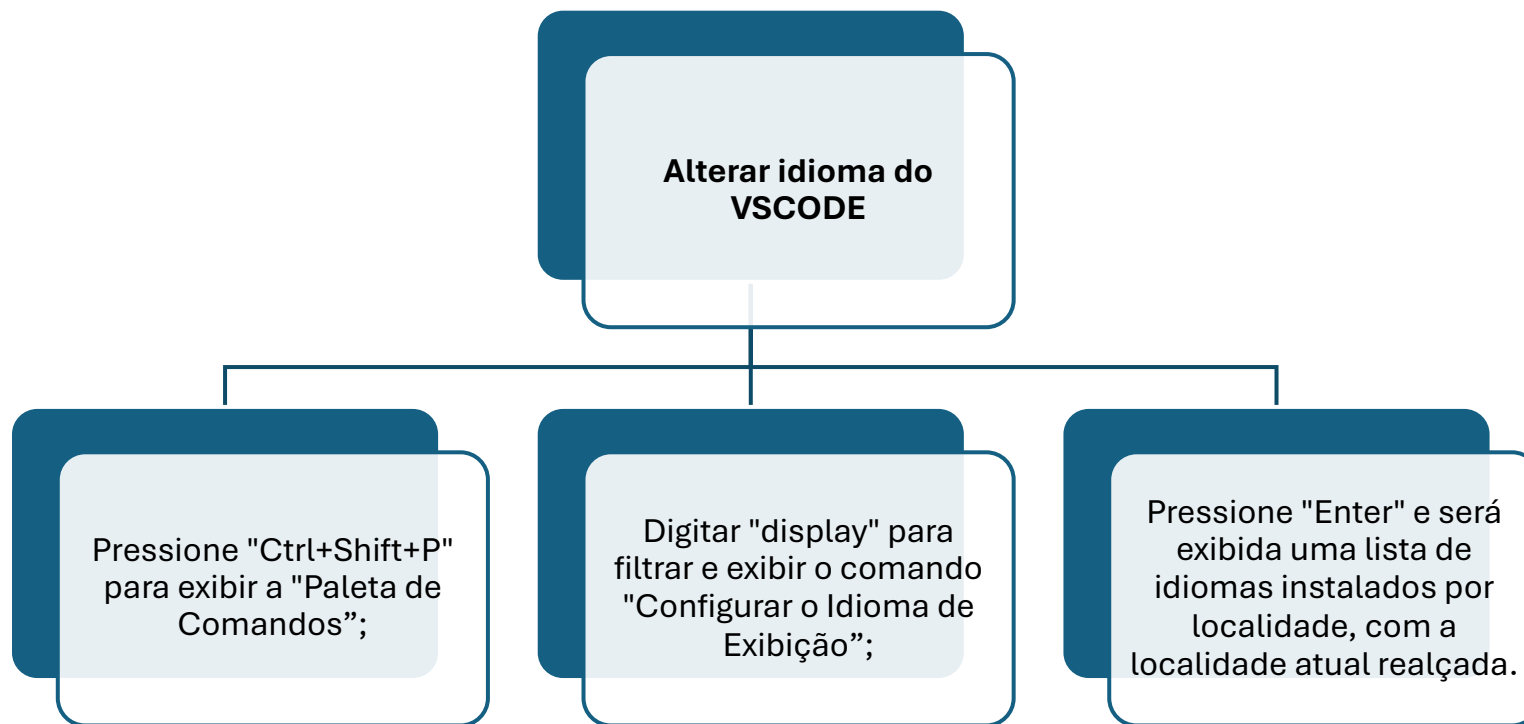 Alterar idioma do
VSCODE
Pressione "Ctrl+Shift+P"
para exibir a "Paleta de
Comandos”;
Digitar "display" para
filtrar e exibir o comando
"Configurar o Idioma de
Exibição”;
Pressione "Enter" e será
exibida uma lista de
idiomas instalados por
localidade, com a
localidade atual realçada.